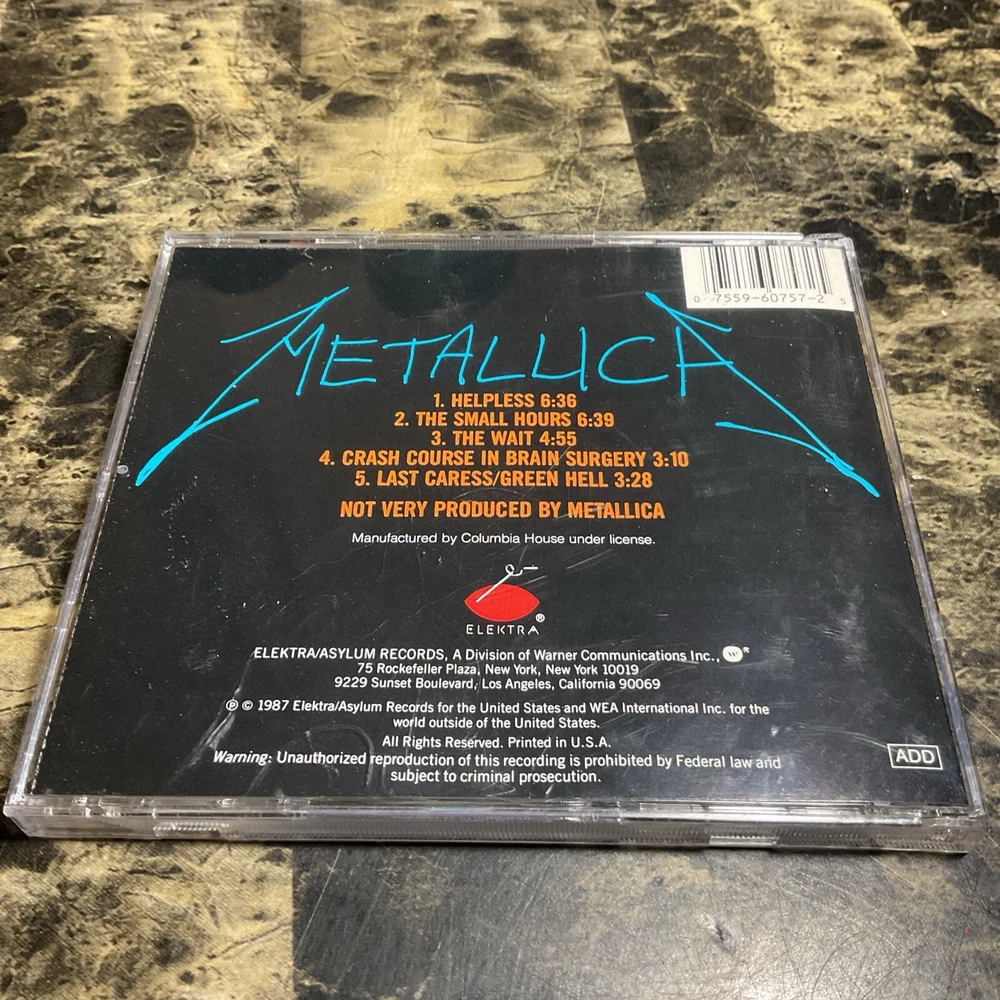 0 7559-60757-2 5
METALLICA
1. HELPLESS 6:36
2. THE SMALL HOURS 6:39
3. THE WAIT 4:55
4. CRASH COURSE IN BRAIN SURGERY 3:10
5. LAST CARESS/GREEN HELL 3:28
NOT VERY PRODUCED BY METALLICA
Manufactured by Columbia House under license.
ELEKTRA®
ELEKTRA/ASYLUM RECORDS, A Division of Warner Communications Inc., W®
75 Rockefeller Plaza, New York, New York 10019
9229 Sunset Boulevard, Los Angeles, California 90069
℗ © 1987 Elektra/Asylum Records for the United States and WEA International Inc. for the
world outside of the United States.
All Rights Reserved. Printed in U.S.A.
Warning: Unauthorized reproduction of this recording is prohibited by Federal law and
subject to criminal prosecution.
ADD